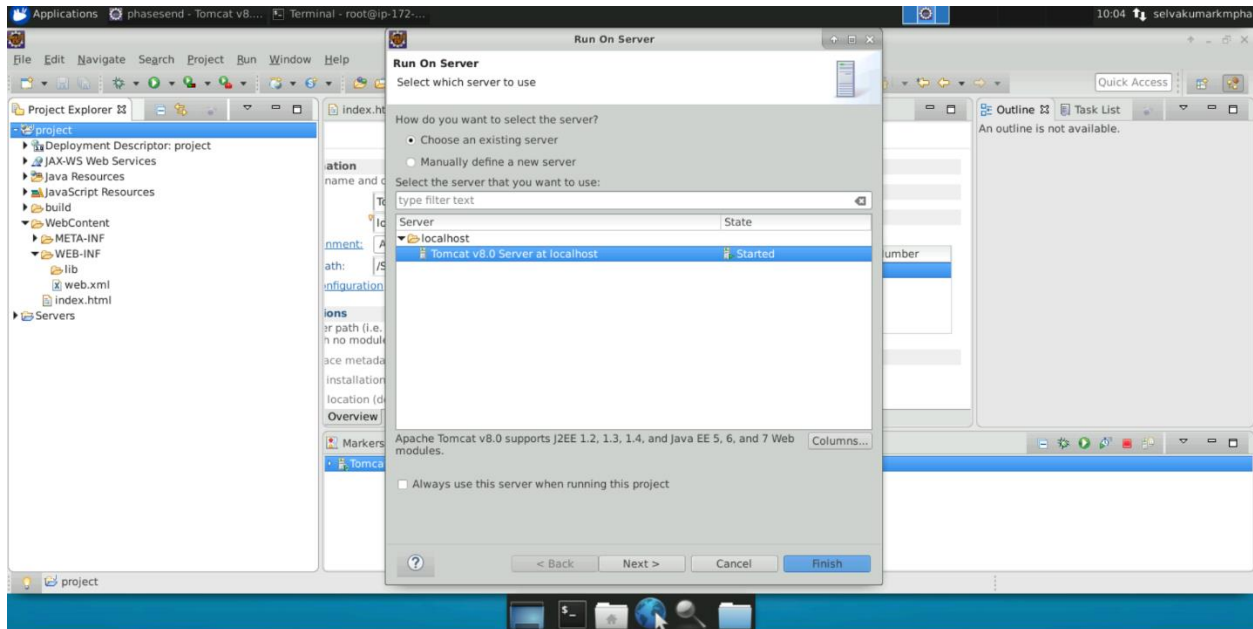 Applications phasesend - Tomcat v8.... Terminal - root@ip-172-... 10:04 selvakumarkmpha
Run On Server
File Edit Navigate Search Project Run Window Help
Quick Access
Run On Server
Select which server to use
Project Explorer
index.ht
Outline Task List
An outline is not available.
project
Deployment Descriptor: project
JAX-WS Web Services
Java Resources
JavaScript Resources
build
WebContent
META-INF
WEB-INF
lib
web.xml
index.html
Servers
ation
name and
nment:
ath: /S
nfiguration
ions
er path (i.e.
h no module
ace metada
installation
location (d
Overview
umber
How do you want to select the server?
Choose an existing server
Manually define a new server
Select the server that you want to use:
type filter text
Server State
localhost
Tomcat v8.0 Server at localhost Started
Apache Tomcat v8.0 supports J2EE 1.2, 1.3, 1.4, and Java EE 5, 6, and 7 Web
modules.
Columns...
Always use this server when running this project
< Back Next > Cancel Finish
Markers
Tomca
project